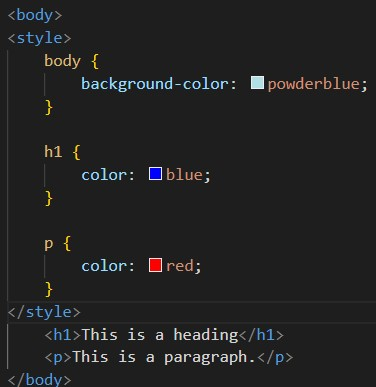 <body>
<style>
    body {
        background-color: powderblue;
    }

    h1 {
        color: blue;
    }

    p {
        color: red;
    }
</style>
    <h1>This is a heading</h1>
    <p>This is a paragraph.</p>
</body>